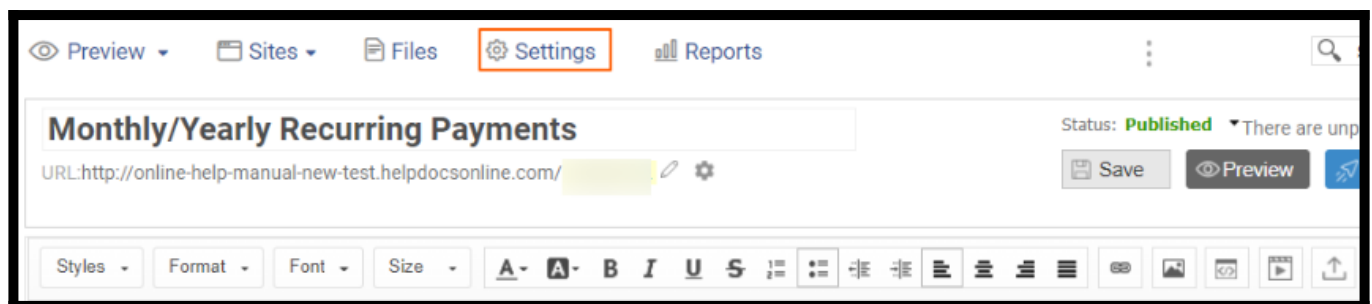 Preview Sites Files Settings Reports
Monthly/Yearly Recurring Payments
Status: Published There are
URL:http://online-help-manual-new-test.helpdocsonline.com/
Save Preview
Styles Format Font Size A A B I U S